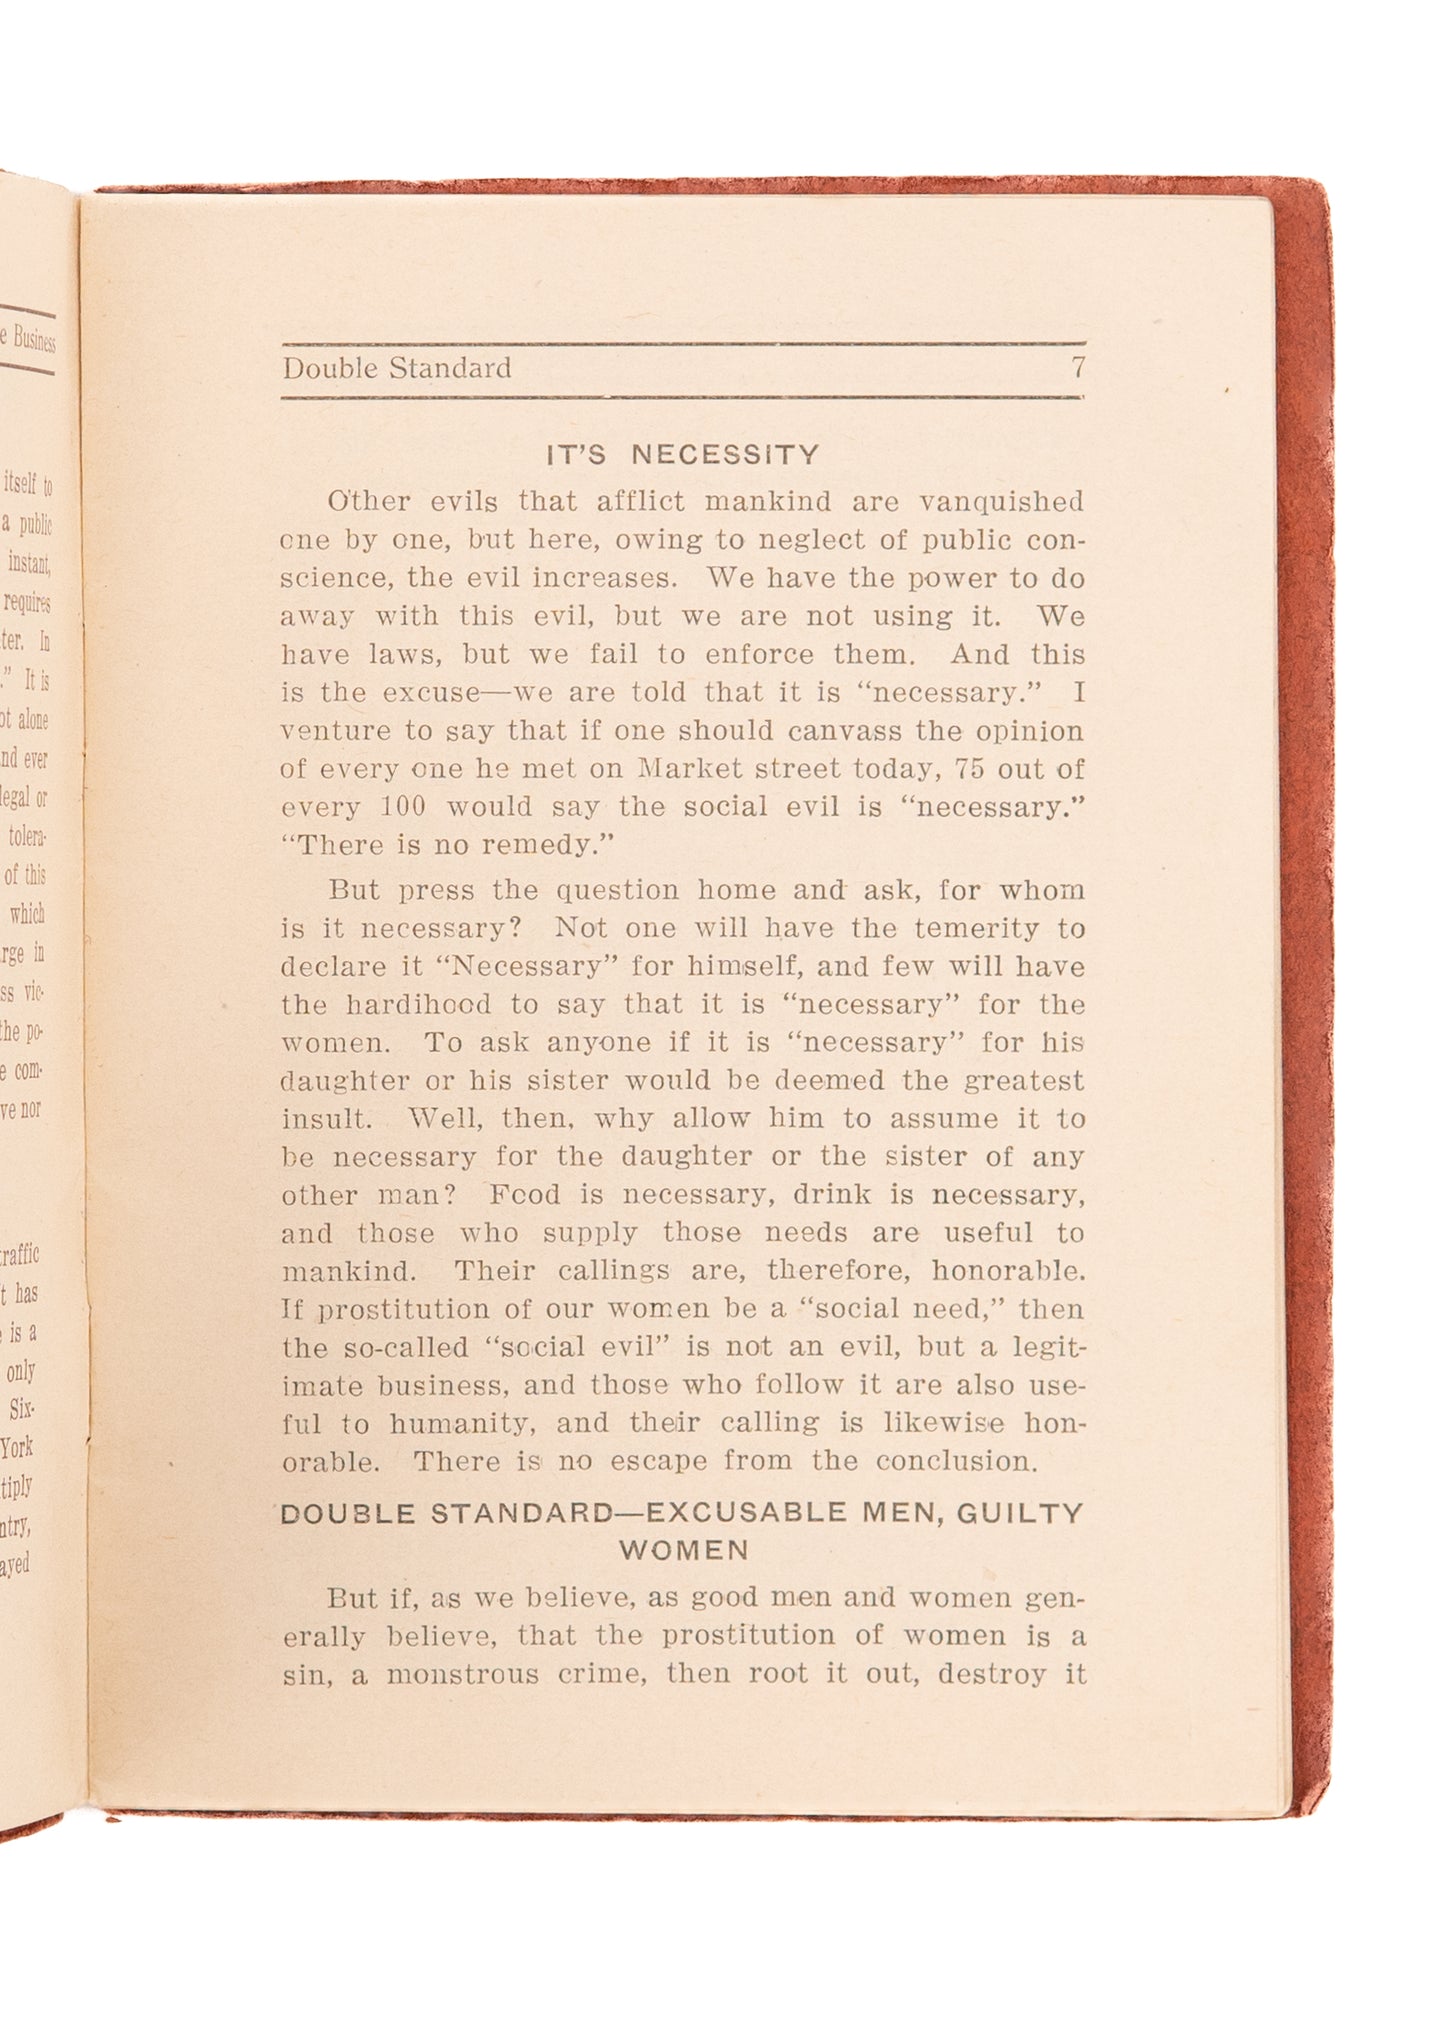 e Business
itself to
a public
instant,
requires
ter. In
.” It is
ot alone
nd ever
legal or
tolera-
of this
which
rge in
ss vic-
the po-
e com-
ve nor
traffic
t has
is a
only
Six-
York
tiply
ntry,
ayed
Double Standard 7
IT’S NECESSITY
Other evils that afflict mankind are vanquished
one by one, but here, owing to neglect of public con-
science, the evil increases. We have the power to do
away with this evil, but we are not using it. We
have laws, but we fail to enforce them. And this
is the excuse—we are told that it is “necessary.” I
venture to say that if one should canvass the opinion
of every one he met on Market street today, 75 out of
every 100 would say the social evil is “necessary.”
“There is no remedy.”
But press the question home and ask, for whom
is it necessary? Not one will have the temerity to
declare it “Necessary” for himself, and few will have
the hardihood to say that it is “necessary” for the
women. To ask anyone if it is “necessary” for his
daughter or his sister would be deemed the greatest
insult. Well, then, why allow him to assume it to
be necessary for the daughter or the sister of any
other man? Food is necessary, drink is necessary,
and those who supply those needs are useful to
mankind. Their callings are, therefore, honorable.
If prostitution of our women be a “social need,” then
the so-called “social evil” is not an evil, but a legit-
imate business, and those who follow it are also use-
ful to humanity, and their calling is likewise hon-
orable. There is no escape from the conclusion.
DOUBLE STANDARD—EXCUSABLE MEN, GUILTY
WOMEN
But if, as we believe, as good men and women gen-
erally believe, that the prostitution of women is a
sin, a monstrous crime, then root it out, destroy it